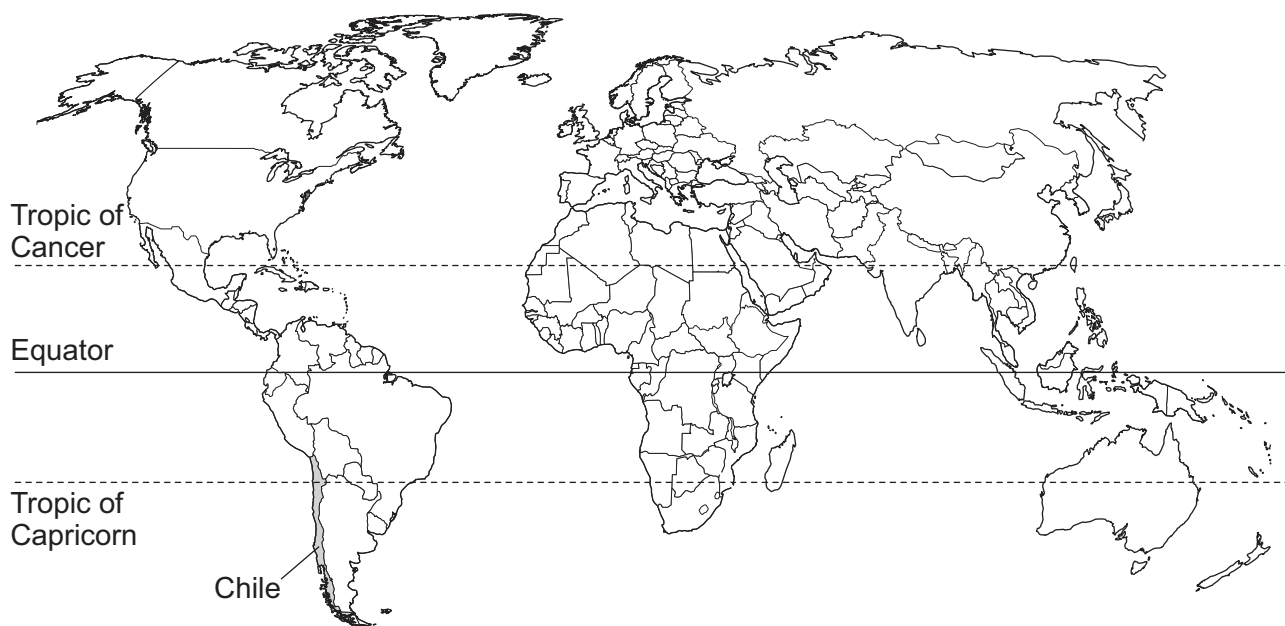 Tropic of
Cancer
Equator
Tropic of
Capricorn
Chile